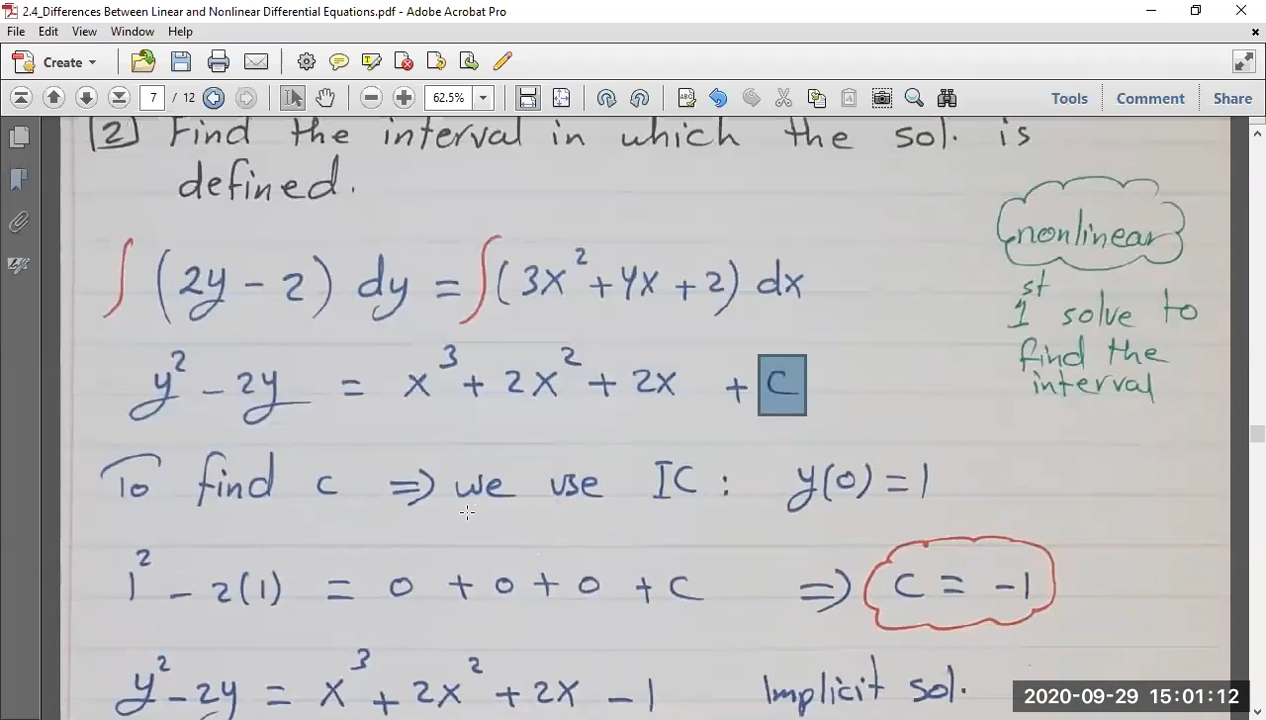 2.4_Differences Between Linear and Nonlinear Differential Equations.pdf - Adobe Acrobat Pro
File Edit View Window Help
Create
7 / 12 62.5% Tools Comment Share
[2] Find the interval in which the sol. is
defined.
nonlinear
1st solve to
find the
interval
∫(2y - 2) dy = ∫(3x² + 4x + 2) dx
y² - 2y = x³ + 2x² + 2x + C
To find c ⇒ we use IC: y(0) = 1
1² - 2(1) = 0 + 0 + 0 + C ⇒ C = -1
y² - 2y = x³ + 2x² + 2x - 1 Implicit sol.
2020-09-29 15:01:12